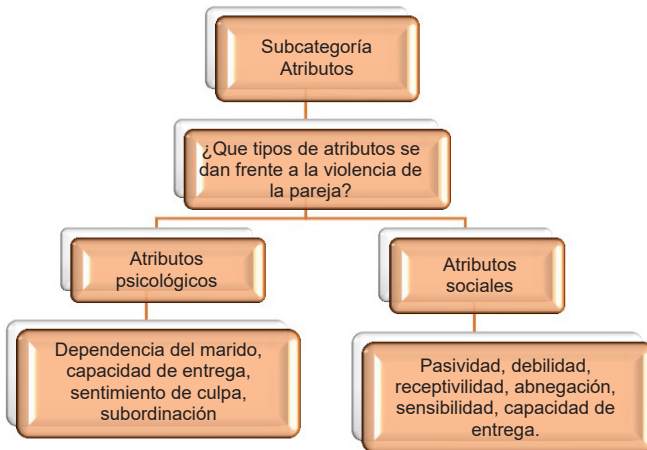 Subcategoría
Atributos
¿Que tipos de atributos se
dan frente a la violencia de
la pareja?
Atributos
psicológicos
Atributos
sociales
Dependencia del marido,
capacidad de entrega,
sentimiento de culpa,
subordinación
Pasividad, debilidad,
receptivilidad, abnegación,
sensibilidad, capacidad de
entrega.